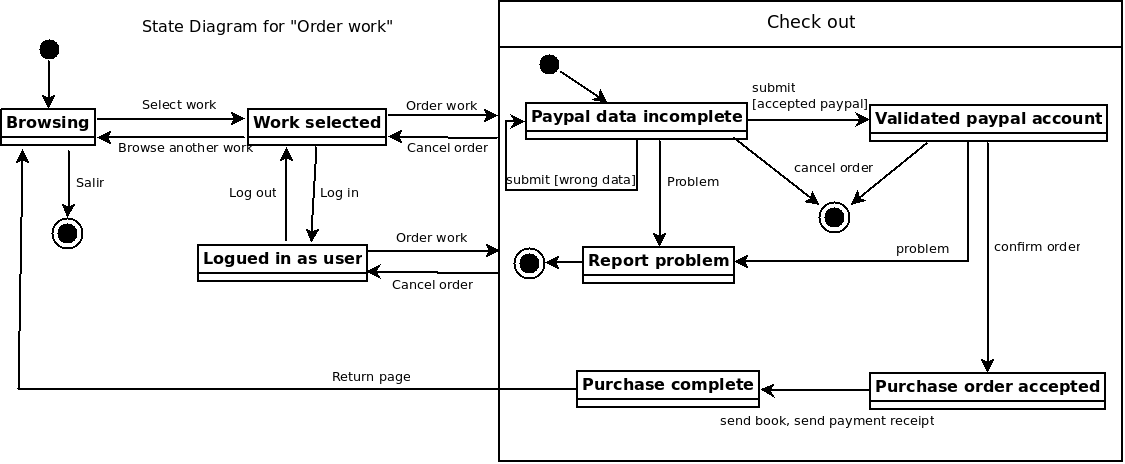 State Diagram for "Order work"
Check out
submit
[accepted paypal]
Select work
Order work
Browsing
Work selected
Paypal data incomplete
Validated paypal account
Browse another work
Cancel order
cancel order
Salir
Log out
Log in
submit [wrong data]
Problem
Order work
problem
confirm order
Logued in as user
Report problem
Cancel order
Return page
Purchase complete
Purchase order accepted
send book, send payment receipt